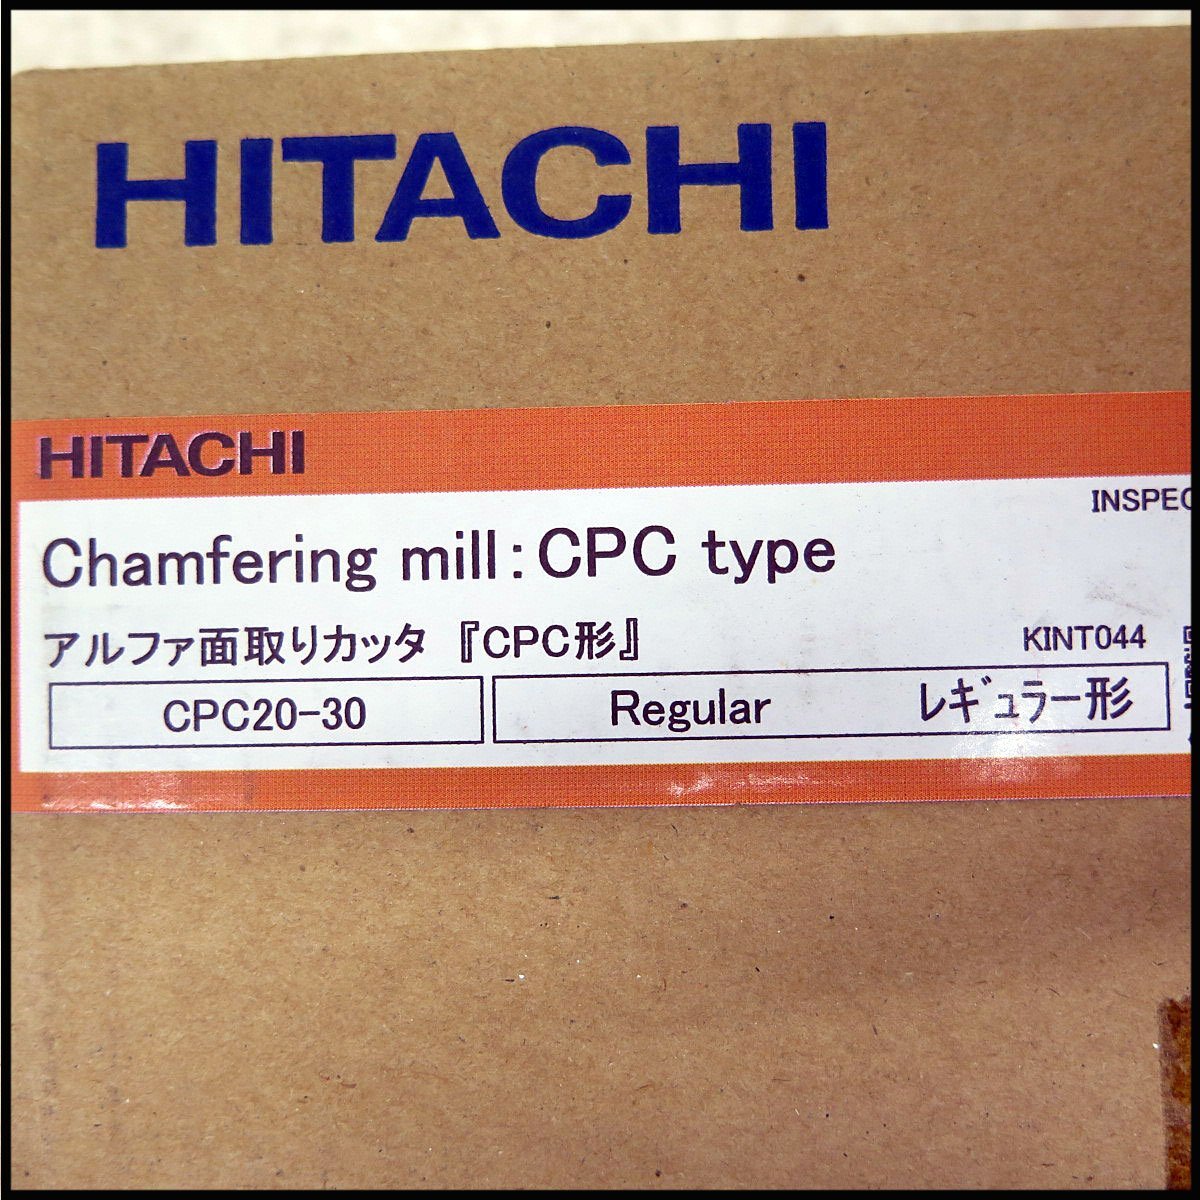 HITACHI
HITACHI
Chamfering mill : CPC type
アルファ面取りカッタ 『CPC形』
KINT044
CPC20-30
Regular レギュラー形